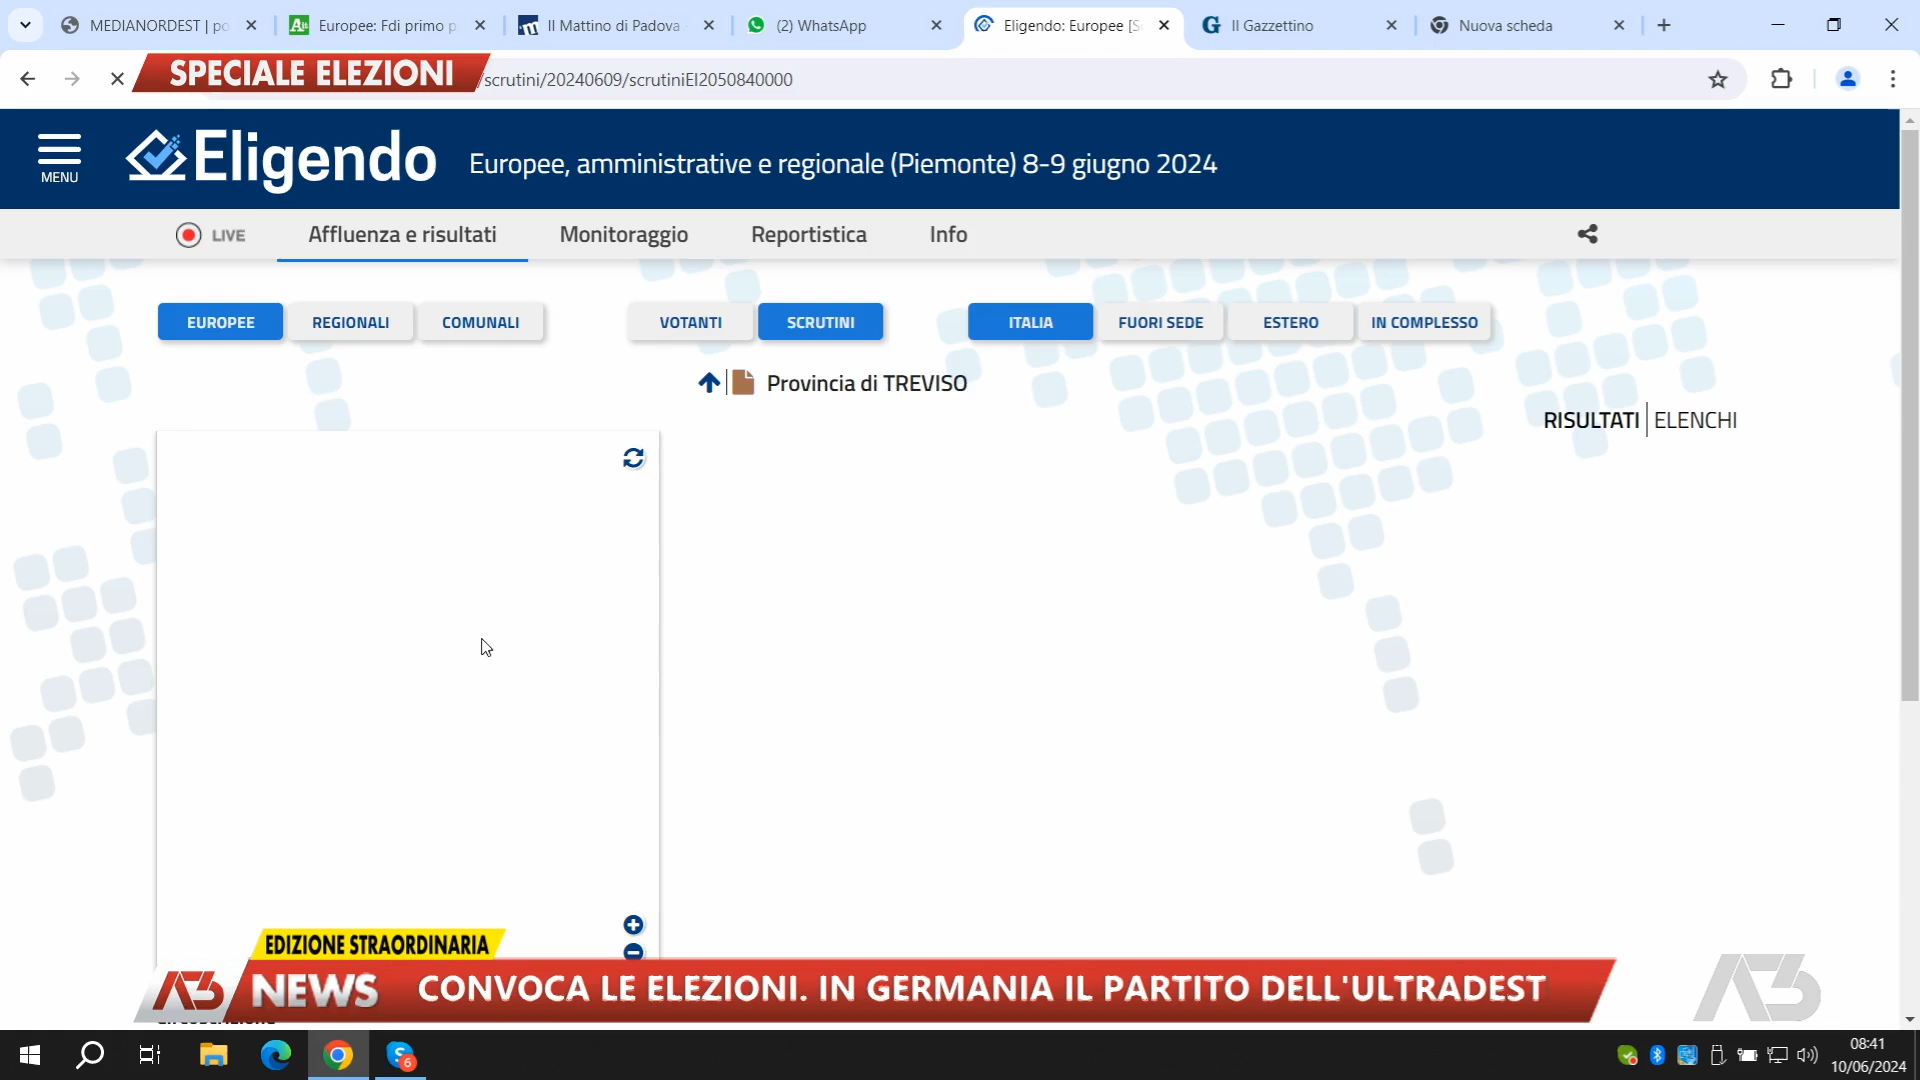 MEDIANORDEST | po
Europee: Fdi primo p
Il Mattino di Padova
(2) WhatsApp
Eligendo: Europee [S
Il Gazzettino
Nuova scheda
SPECIALE ELEZIONI
/scrutini/20240609/scrutiniEI2050840000
MENU
Eligendo
Europee, amministrative e regionale (Piemonte) 8-9 giugno 2024
LIVE
Affluenza e risultati
Monitoraggio
Reportistica
Info
EUROPEE
REGIONALI
COMUNALI
VOTANTI
SCRUTINI
ITALIA
FUORI SEDE
ESTERO
IN COMPLESSO
Provincia di TREVISO
RISULTATI | ELENCHI
EDIZIONE STRAORDINARIA
A3 NEWS
CONVOCA LE ELEZIONI. IN GERMANIA IL PARTITO DELL'ULTRADEST
A3
6
08:41
10/06/2024